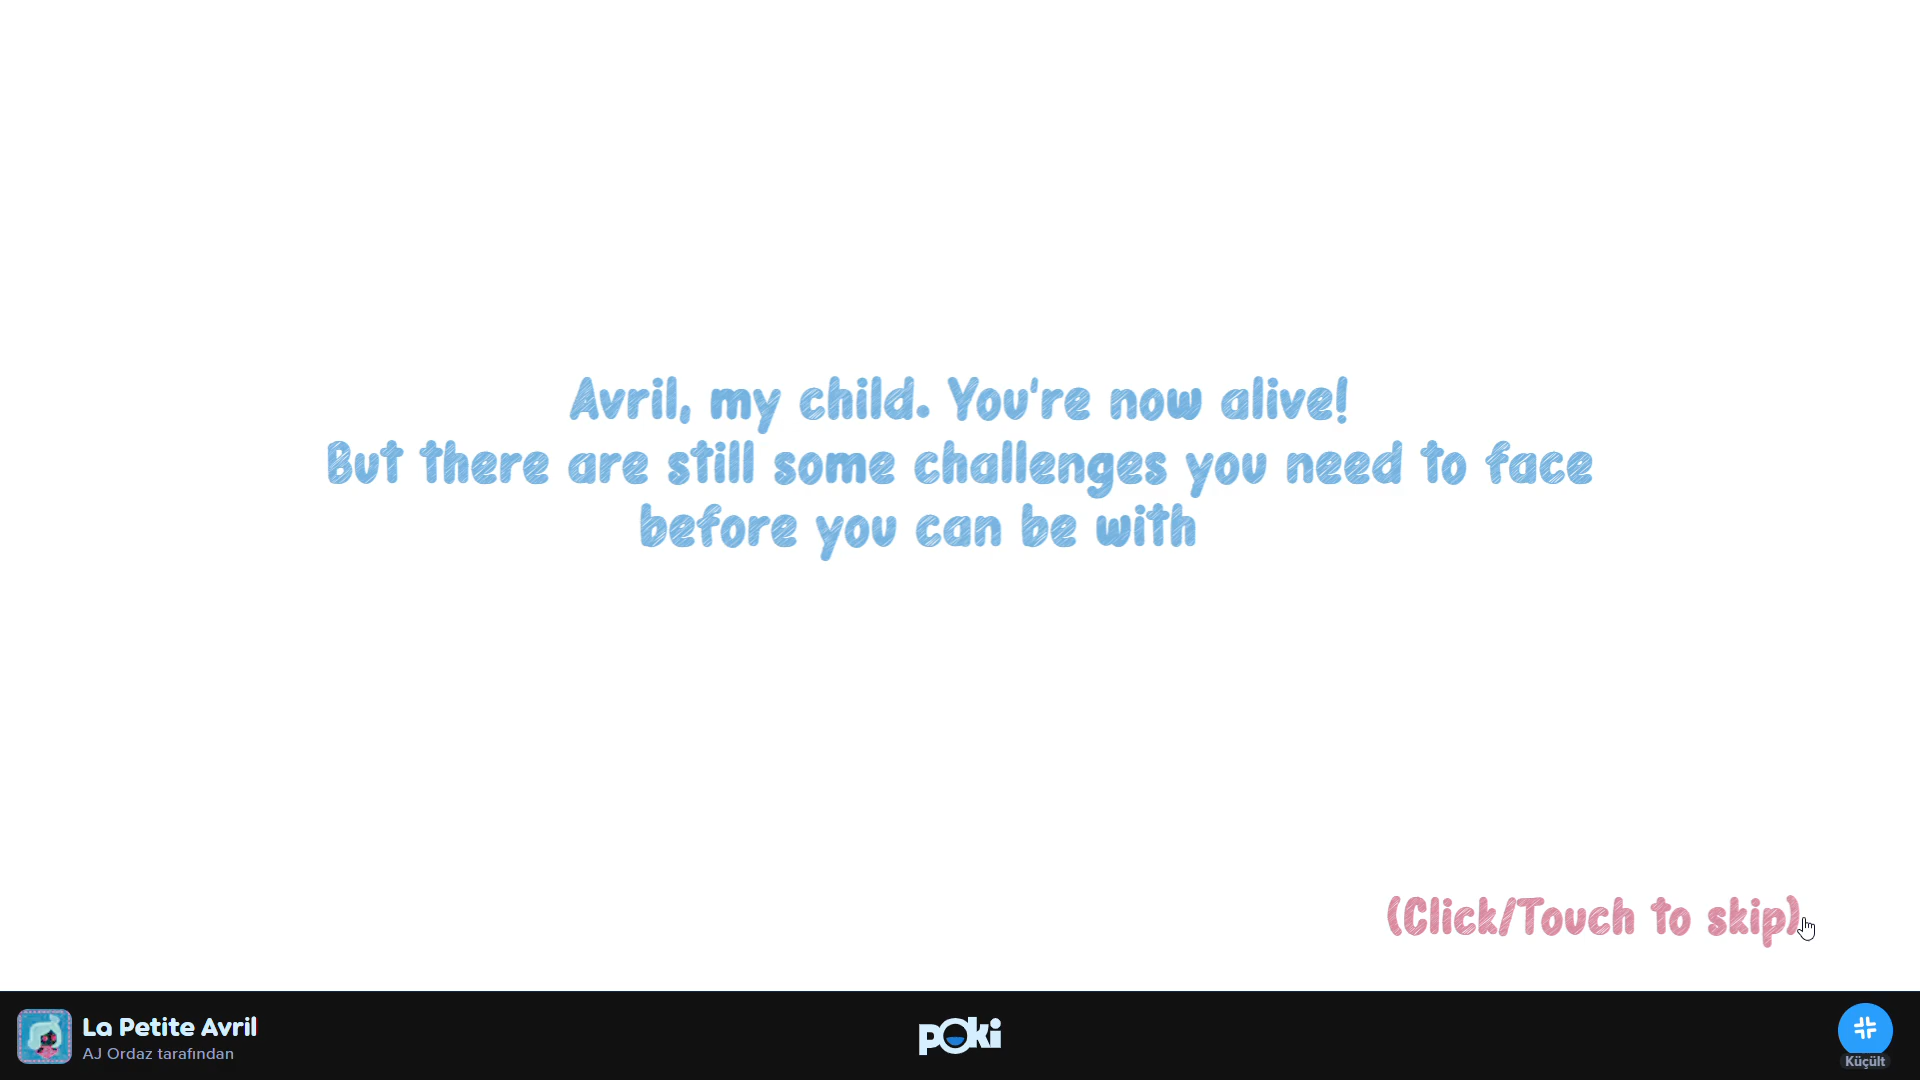 Avril, my child. You're now alive!
But there are still some challenges you need to face
before you can be with
(Click/Touch to skip)
La Petite Avril
AJ Ordaz tarafından
poki
Küçült